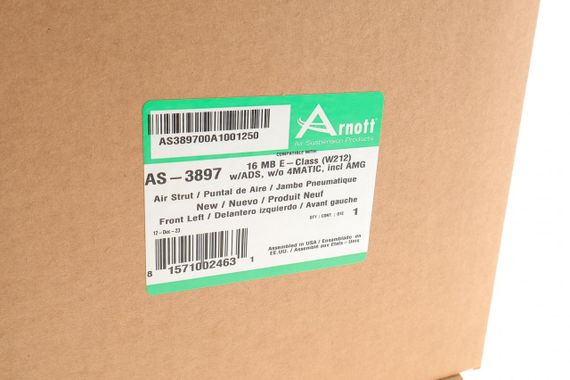 AS389700A1001250
Arnott
Air Suspension Products
COMPATIBLE WITH:
16 MB E-Class (W212)
AS-3897 w/ADS, w/o 4MATIC, incl AMG
Air Strut / Puntal de Aire / Jambe Pneumatique
New / Nuevo / Produit Neuf
Front Left / Delantero izquierdo / Avant gauche
QTY / CONT. / QTE 1
12-Dec-23
Assembled in USA / Ensamblado en
EE.UU. / Assemblé aux États-Unis
8 1571002463 1